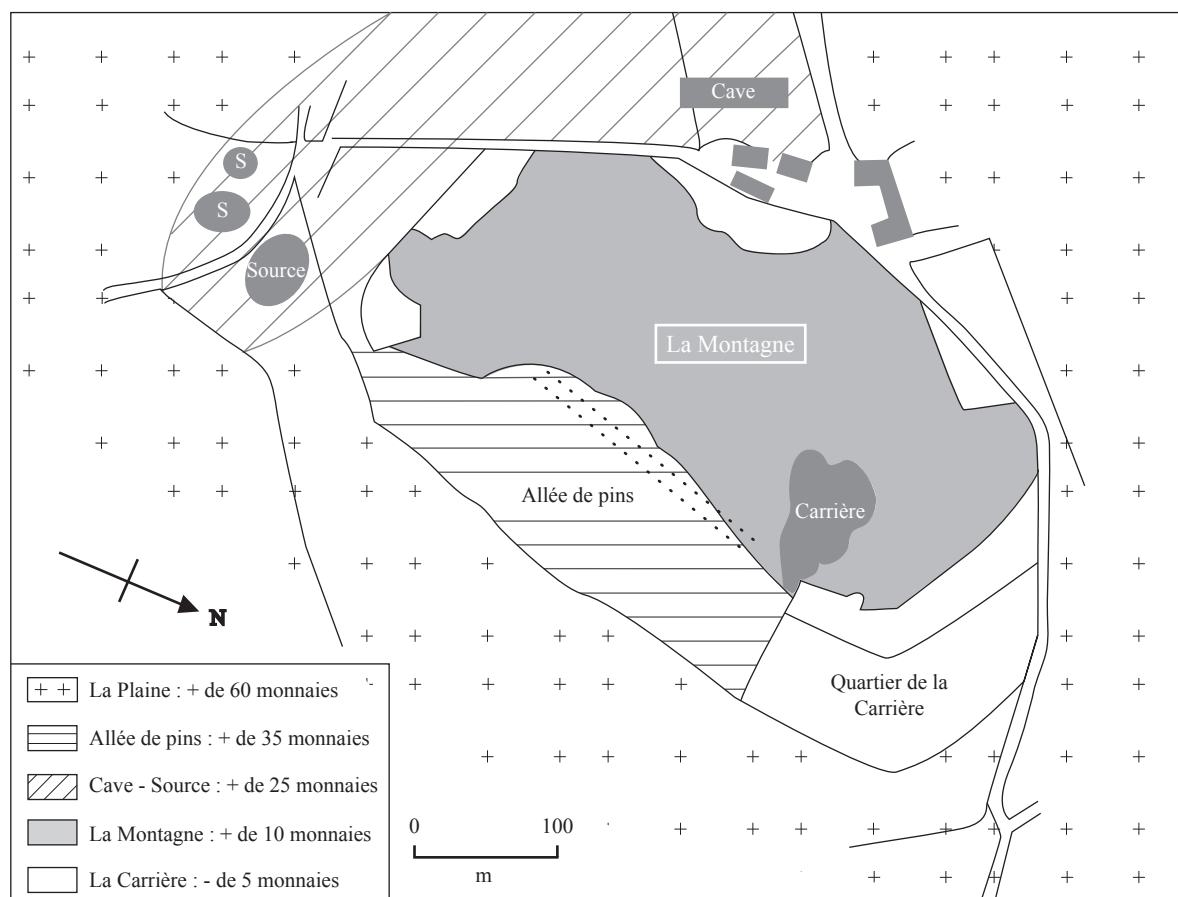 Cave
S
S
Source
La Montagne
Allée de pins
Carrière
N
Quartier de la
Carrière
+ + La Plaine : + de 60 monnaies
Allée de pins : + de 35 monnaies
Cave - Source : + de 25 monnaies
La Montagne : + de 10 monnaies
La Carrière : - de 5 monnaies
0 100
m